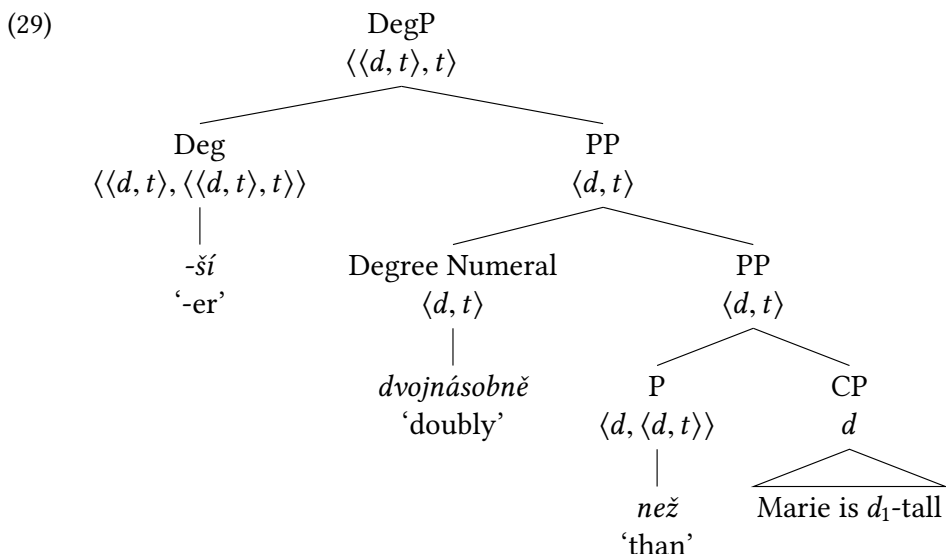 (29) DegP
⟨⟨d, t⟩, t⟩
Deg PP
⟨⟨d, t⟩, ⟨⟨d, t⟩, t⟩⟩ ⟨d, t⟩
-ší Degree Numeral PP
‘-er’ ⟨d, t⟩ ⟨d, t⟩
dvojnásobně P CP
‘doubly’ ⟨d, ⟨d, t⟩⟩ d
než Marie is d₁-tall
‘than’